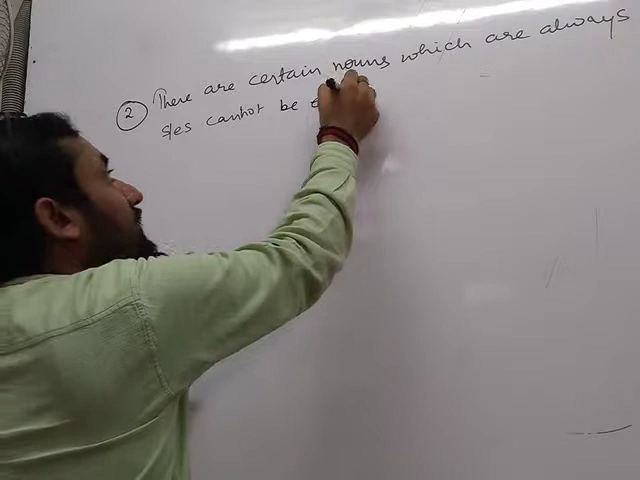 ② There are certain nouns which are always
s/es cannot be